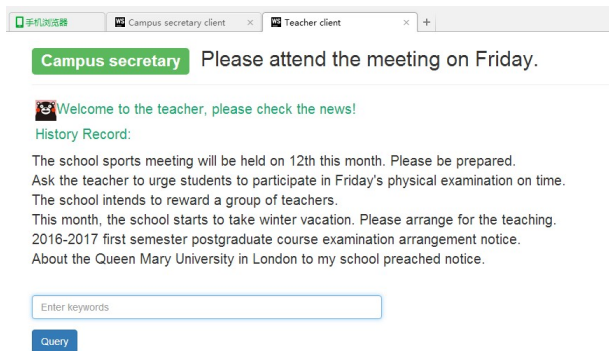 手机浏览器 Campus secretary client × Teacher client × +
Campus secretary Please attend the meeting on Friday.
Welcome to the teacher, please check the news!
History Record:
The school sports meeting will be held on 12th this month. Please be prepared.
Ask the teacher to urge students to participate in Friday's physical examination on time.
The school intends to reward a group of teachers.
This month, the school starts to take winter vacation. Please arrange for the teaching.
2016-2017 first semester postgraduate course examination arrangement notice.
About the Queen Mary University in London to my school preached notice.
Enter keywords
Query